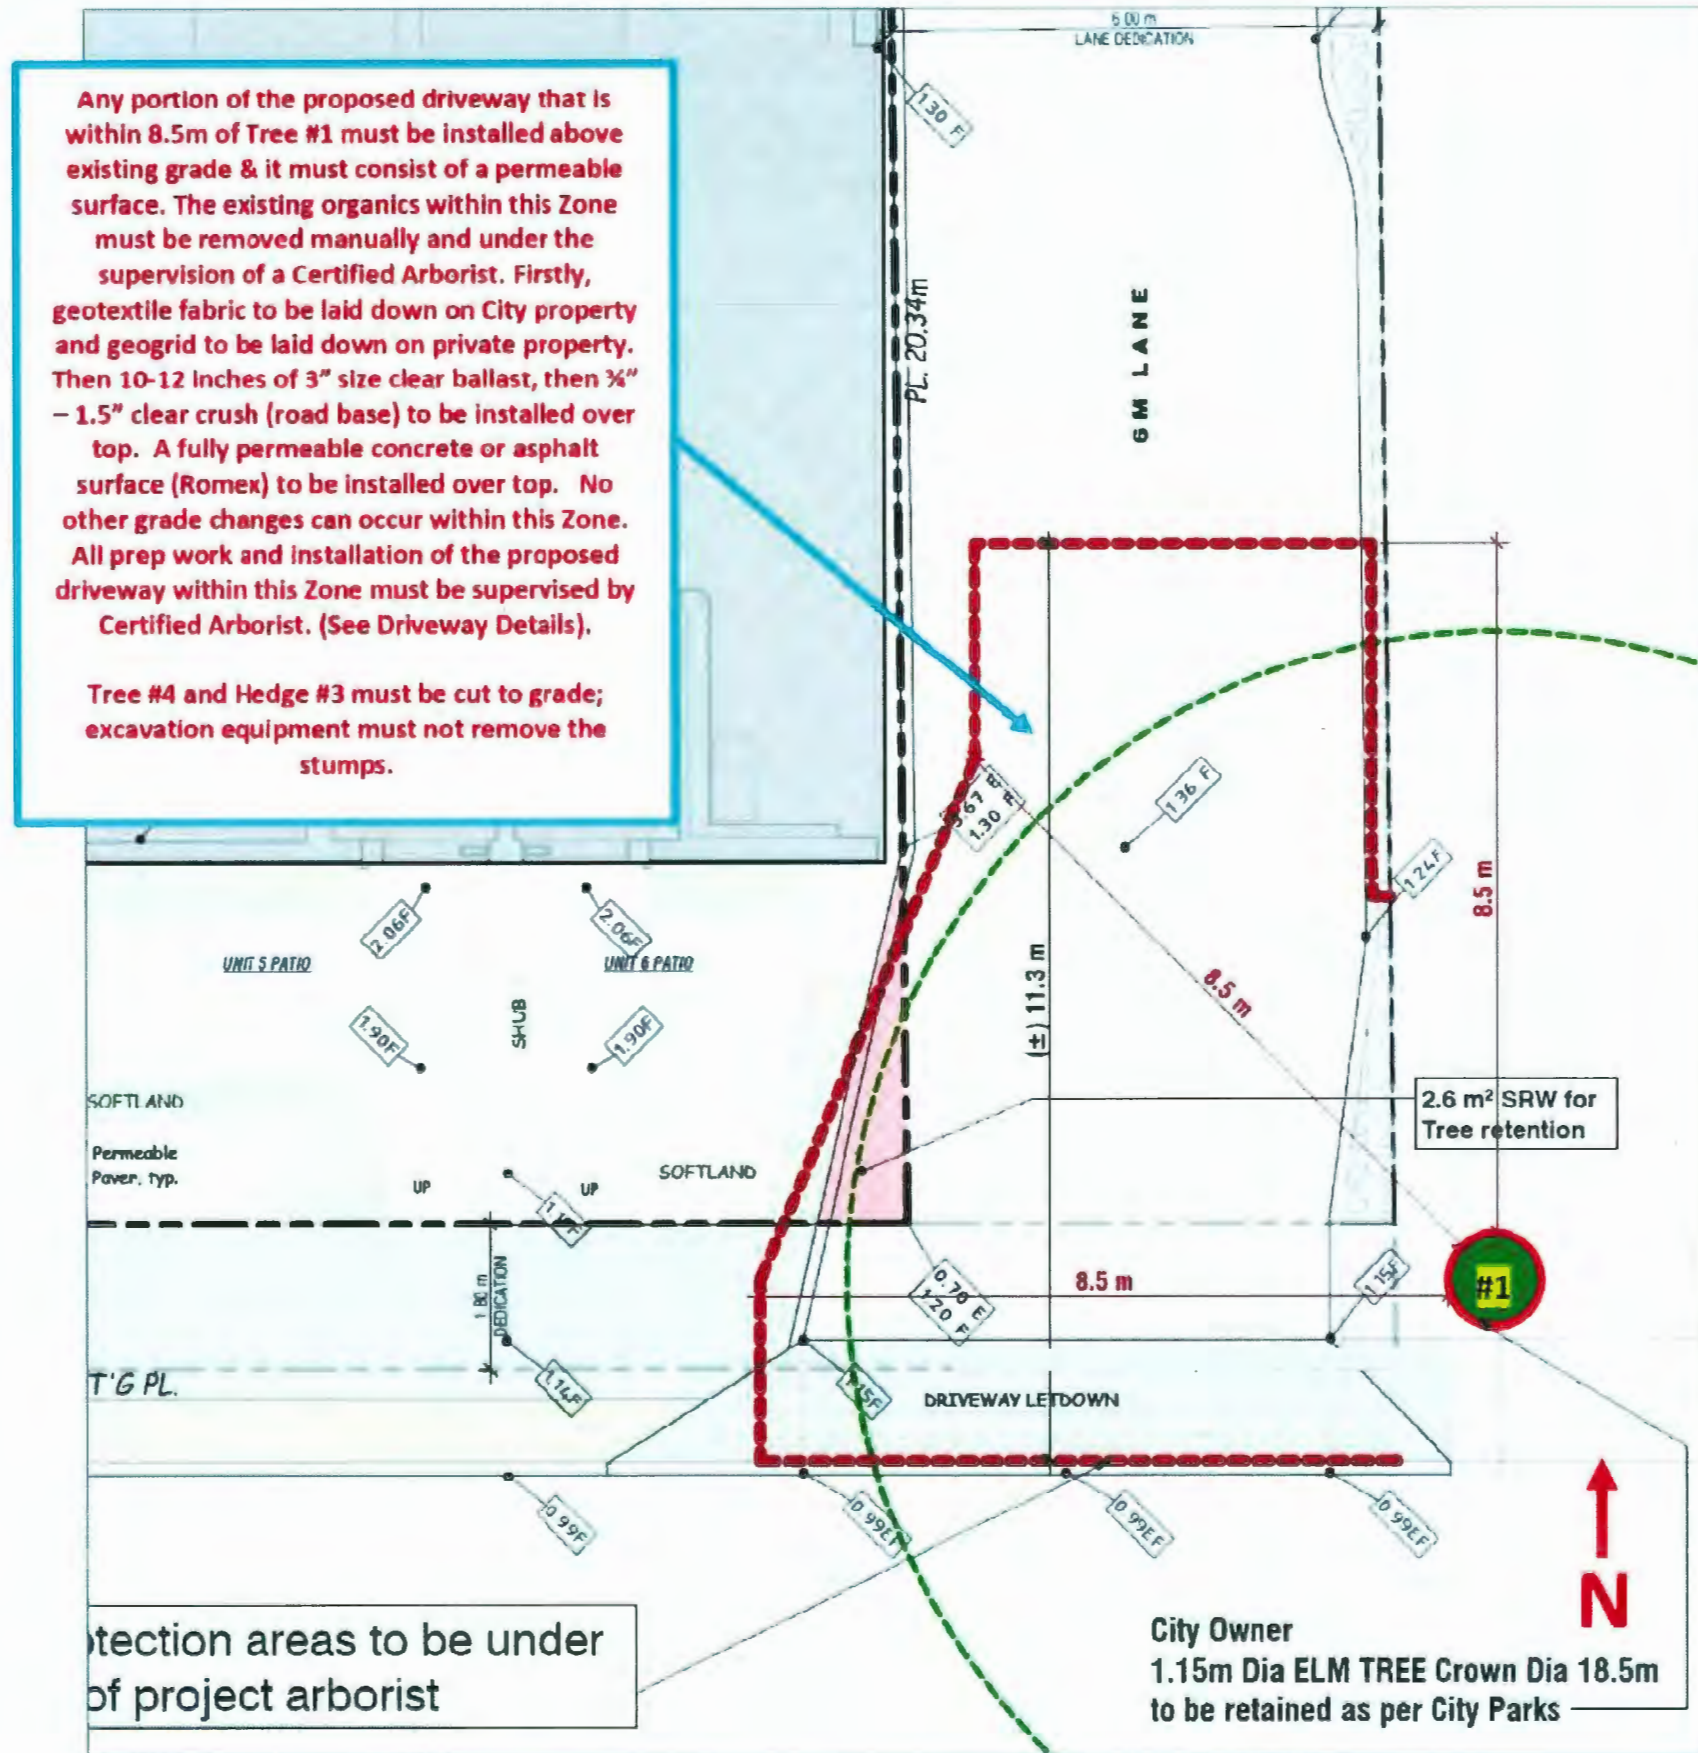 6.00 m
LANE DEDICATION
Any portion of the proposed driveway that is
within 8.5m of Tree #1 must be installed above
existing grade & it must consist of a permeable
surface. The existing organics within this Zone
must be removed manually and under the
supervision of a Certified Arborist. Firstly,
geotextile fabric to be laid down on City property
and geogrid to be laid down on private property.
Then 10-12 inches of 3" size clear ballast, then ¾"
– 1.5" clear crush (road base) to be installed over
top. A fully permeable concrete or asphalt
surface (Romex) to be installed over top. No
other grade changes can occur within this Zone.
All prep work and installation of the proposed
driveway within this Zone must be supervised by
Certified Arborist. (See Driveway Details).
Tree #4 and Hedge #3 must be cut to grade;
excavation equipment must not remove the
stumps.
1.30 F
PL. 20.34m
6M LANE
3.67 E
1.30 F
1.36 F
1.24F
8.5 m
8.5 m
(±) 11.3 m
2.06F
2.06F
UNIT 5 PATIO
UNIT 6 PATIO
SHUB
1.90F
1.90F
SOFTLAND
Permeable
Paver, typ.
UP
UP
SOFTLAND
2.6 m² SRW for
Tree retention
1.80 m
DEDICATION
0.70 E
1.20 F
8.5 m
1.15F
#1
T'G PL.
1.14F
1.15F
DRIVEWAY LETDOWN
0.99F
0.99EF
0.99EF
0.99EF
N
otection areas to be under
of project arborist
City Owner
1.15m Dia ELM TREE Crown Dia 18.5m
to be retained as per City Parks